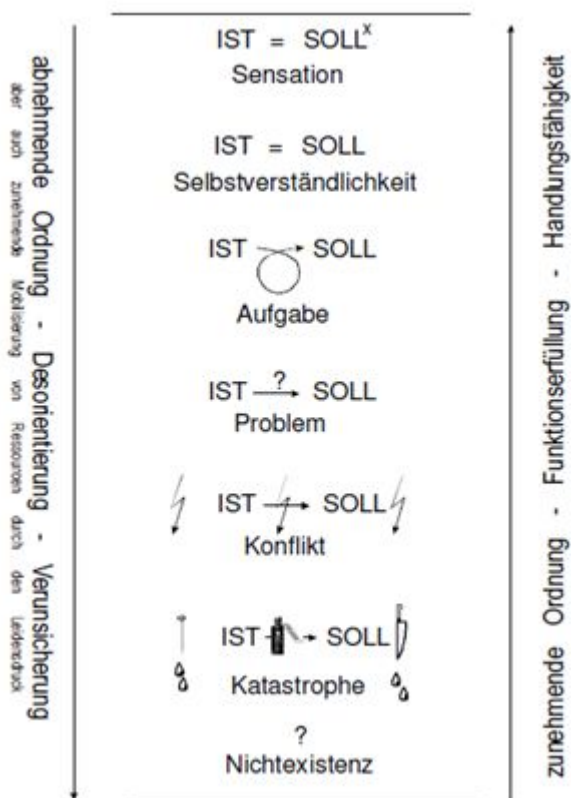 IST = SOLLˣ
Sensation
IST = SOLL
Selbstverständlichkeit
IST SOLL
Aufgabe
?
IST SOLL
Problem
IST SOLL
Konflikt
IST SOLL
Katastrophe
?
Nichtexistenz
abnehmende Ordnung - Desorientierung - Verunsicherung
aber auch zunehmende Mobilisierung von Ressourcen durch den Leidensdruck
zunehmende Ordnung - Funktionserfüllung - Handlungsfähigkeit